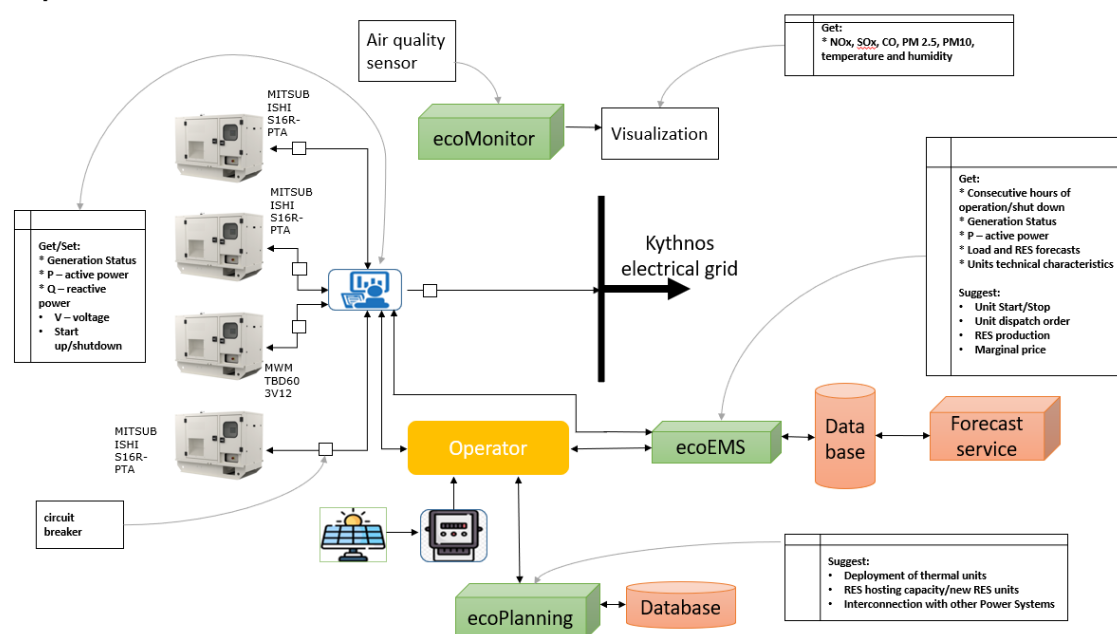 Air quality
sensor
Get:
* NOx, SOx, CO, PM 2.5, PM10,
temperature and humidity
MITSUB
ISHI
S16R-
PTA
ecoMonitor
Visualization
MITSUB
ISHI
S16R-
PTA
Get:
* Consecutive hours of
operation/shut down
* Generation Status
* P – active power
* Load and RES forecasts
* Units technical characteristics
Suggest:
• Unit Start/Stop
• Unit dispatch order
• RES production
• Marginal price
Get/Set:
* Generation Status
* P – active power
* Q – reactive
power
• V – voltage
• Start
up/shutdown
Kythnos
electrical grid
MWM
TBD60
3V12
MITSUB
ISHI
S16R-
PTA
Operator
ecoEMS
Data
base
Forecast
service
circuit
breaker
Suggest:
• Deployment of thermal units
• RES hosting capacity/new RES units
• Interconnection with other Power Systems
ecoPlanning
Database